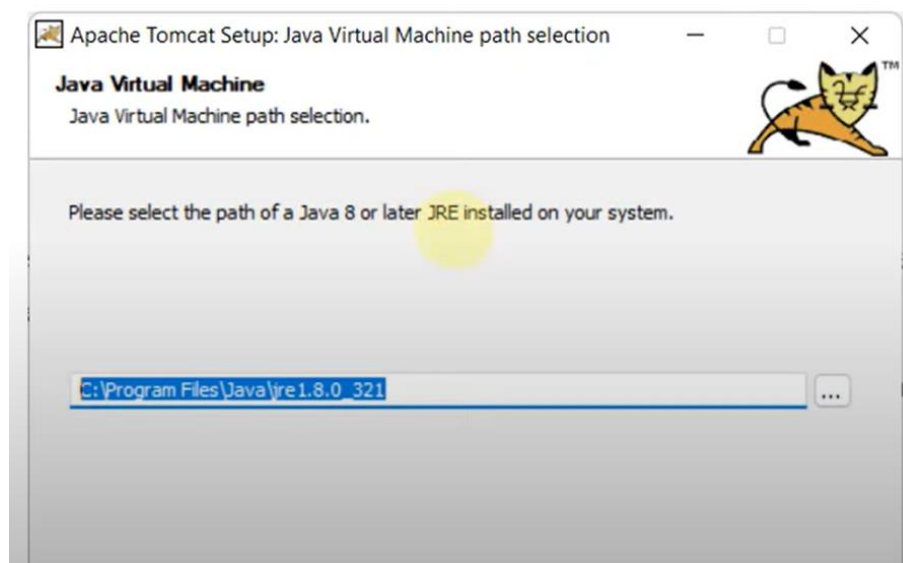 Apache Tomcat Setup: Java Virtual Machine path selection
Java Virtual Machine
Java Virtual Machine path selection.
TM
Please select the path of a Java 8 or later JRE installed on your system.
C:\Program Files\Java\jre1.8.0_321
...